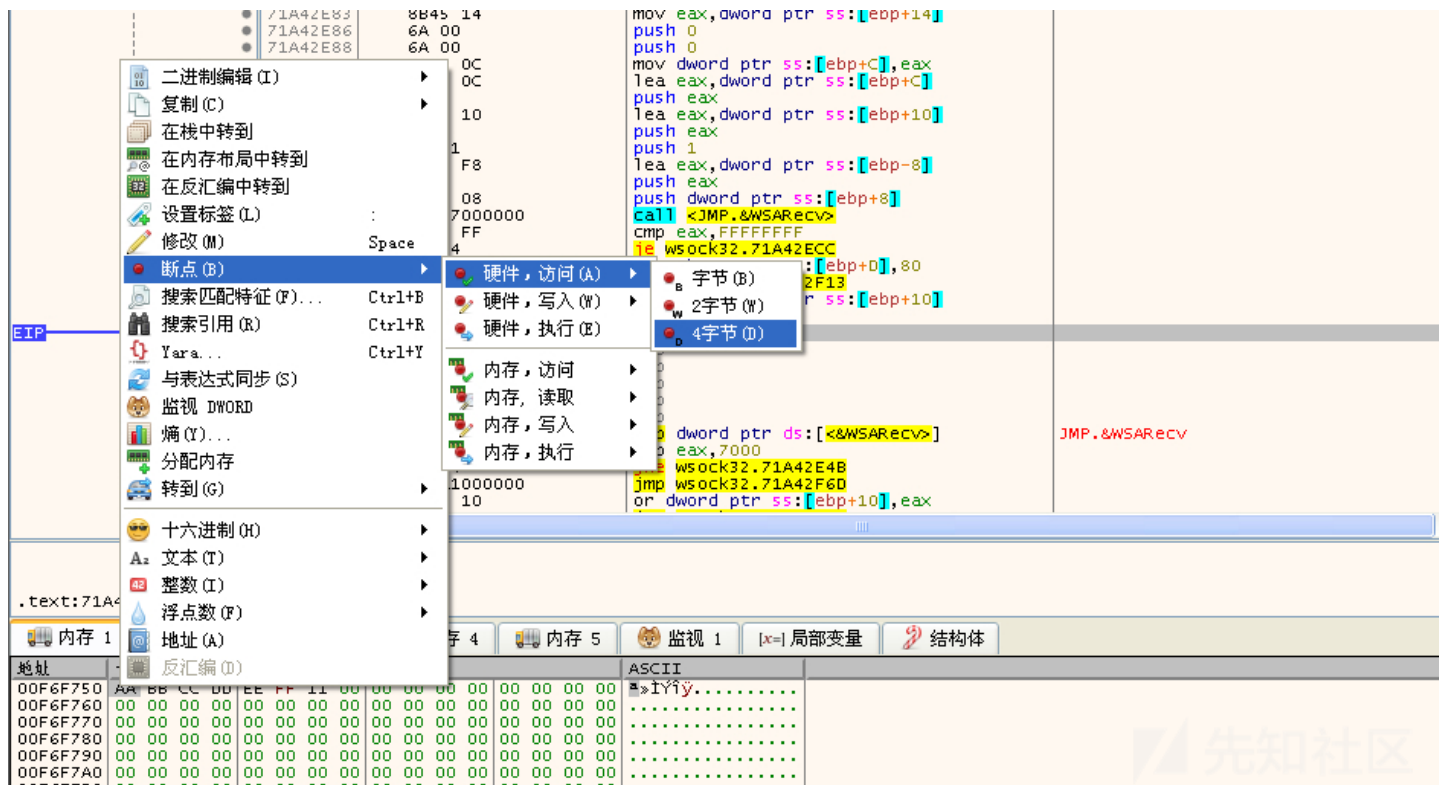 71A42E83 8B45 14 mov eax,dword ptr ss:[ebp+14]
71A42E86 6A 00 push 0
71A42E88 6A 00 push 0
0C mov dword ptr ss:[ebp+C],eax
0C lea eax,dword ptr ss:[ebp+C]
push eax
10 lea eax,dword ptr ss:[ebp+10]
push eax
1 push 1
F8 lea eax,dword ptr ss:[ebp-8]
push eax
08 push dword ptr ss:[ebp+8]
7000000 call <JMP.&WSARecv>
FF cmp eax,FFFFFFFF
4 je wsock32.71A42ECC
:[ebp+D],80
2F13
r ss:[ebp+10]
EIP
dword ptr ds:[<&WSARecv>] JMP.&WSARecv
eax,7000
wsock32.71A42E4B
jmp wsock32.71A42F6D
1000000
10 or dword ptr ss:[ebp+10],eax
二进制编辑(I)
复制(C)
在栈中转到
在内存布局中转到
在反汇编中转到
设置标签(L) :
修改(M) Space
断点(B)
搜索匹配特征(F)... Ctrl+B
搜索引用(R) Ctrl+R
Yara... Ctrl+Y
与表达式同步(S)
监视 DWORD
熵(Y)...
分配内存
转到(G)
十六进制(H)
文本(T)
整数(I)
浮点数(F)
地址(A)
反汇编(D)
硬件，访问(A)
硬件，写入(W)
硬件，执行(E)
内存，访问
内存, 读取
内存，写入
内存，执行
字节(B)
2字节(W)
4字节(D)
.text:71A4
内存 1 存 4 内存 5 监视 1 [x=] 局部变量 结构体
地址 ASCII
00F6F750 AA BB CC DD EE FF 11 00 00 00 00 00 00 00 00 00 ª»ÌÝîÿ..........
00F6F760 00 00 00 00 00 00 00 00 00 00 00 00 00 00 00 00 ................
00F6F770 00 00 00 00 00 00 00 00 00 00 00 00 00 00 00 00 ................
00F6F780 00 00 00 00 00 00 00 00 00 00 00 00 00 00 00 00 ................
00F6F790 00 00 00 00 00 00 00 00 00 00 00 00 00 00 00 00 ................
00F6F7A0 00 00 00 00 00 00 00 00 00 00 00 00 00 00 00 00 ................
先知社区